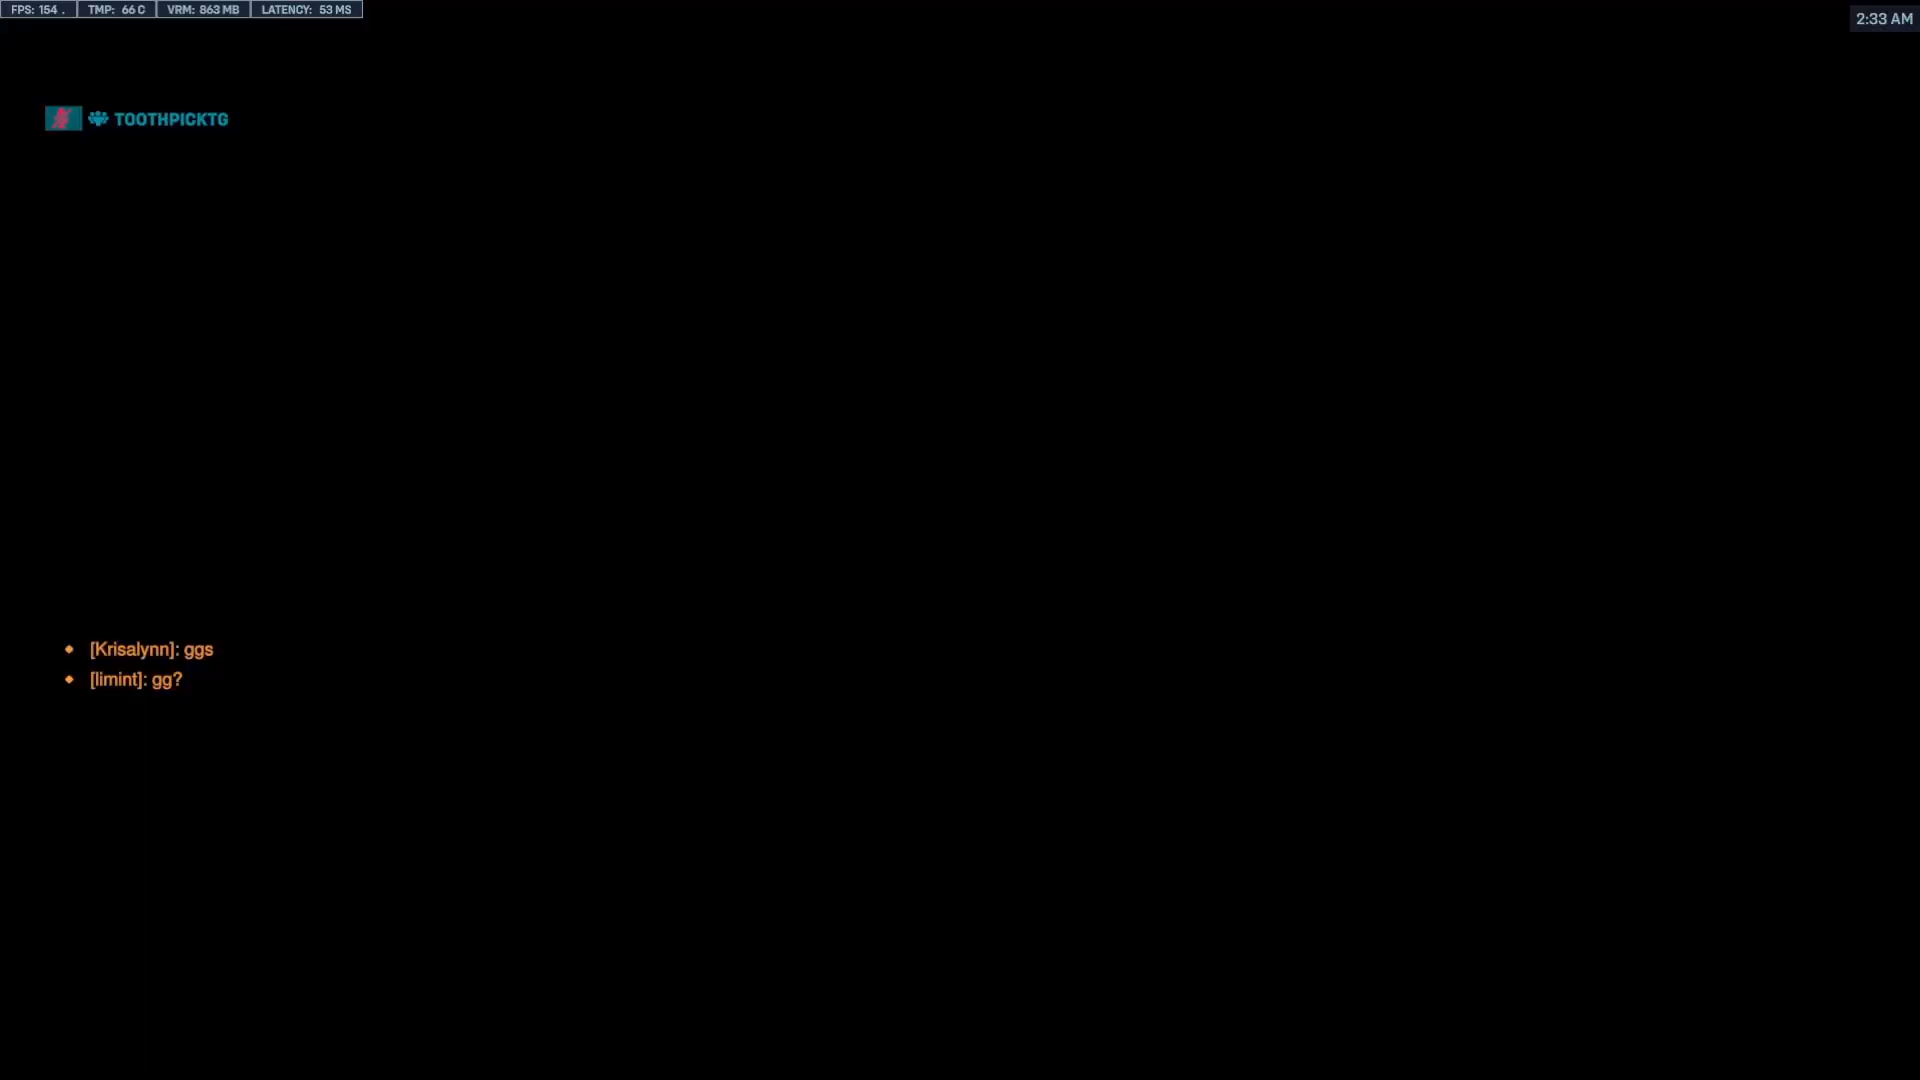 FPS: 154 . TMP: 66 C VRM: 863 MB LATENCY: 53 MS
2:33 AM
TOOTHPICKTG
[Krisalynn]: ggs
[limint]: gg?